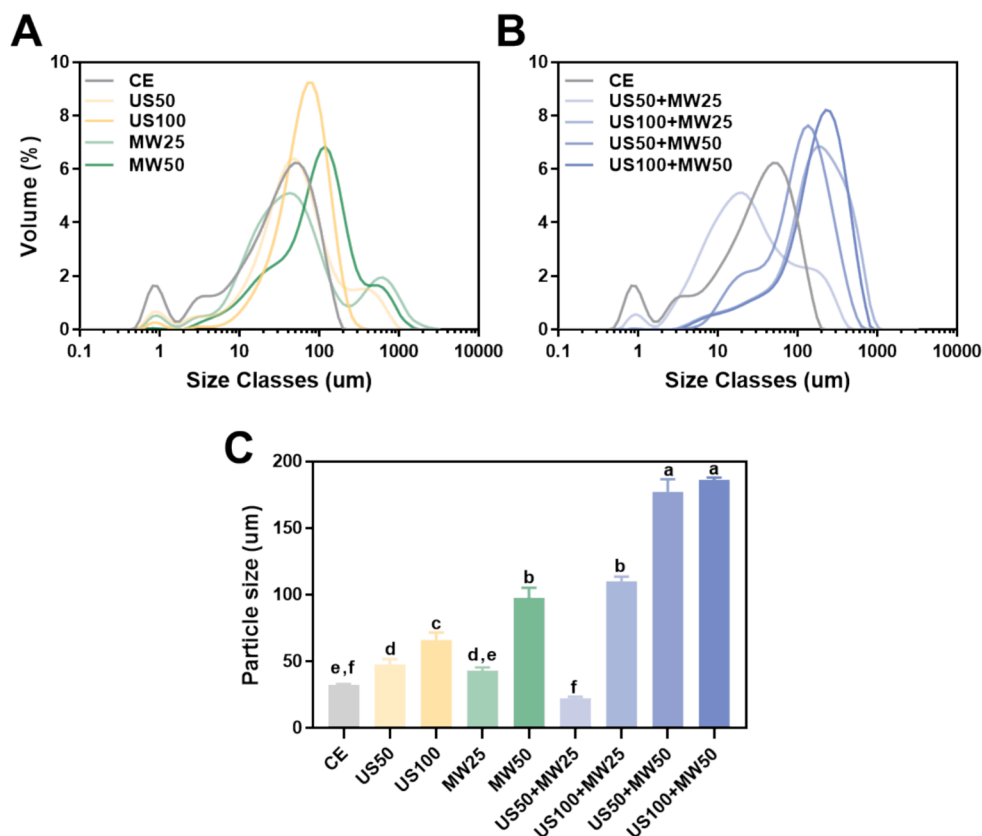 A
Volume (%)
10
8
6
4
2
0
CE
US50
US100
MW25
MW50
0.1
1
10
100
1000
10000
Size Classes (um)
B
10
8
6
4
2
0
CE
US50+MW25
US100+MW25
US50+MW50
US100+MW50
0.1
1
10
100
1000
10000
Size Classes (um)
C
Particle size (um)
200
150
100
50
0
e,f
d
c
d,e
b
f
b
a
a
CE
US50
US100
MW25
MW50
US50+MW25
US100+MW25
US50+MW50
US100+MW50